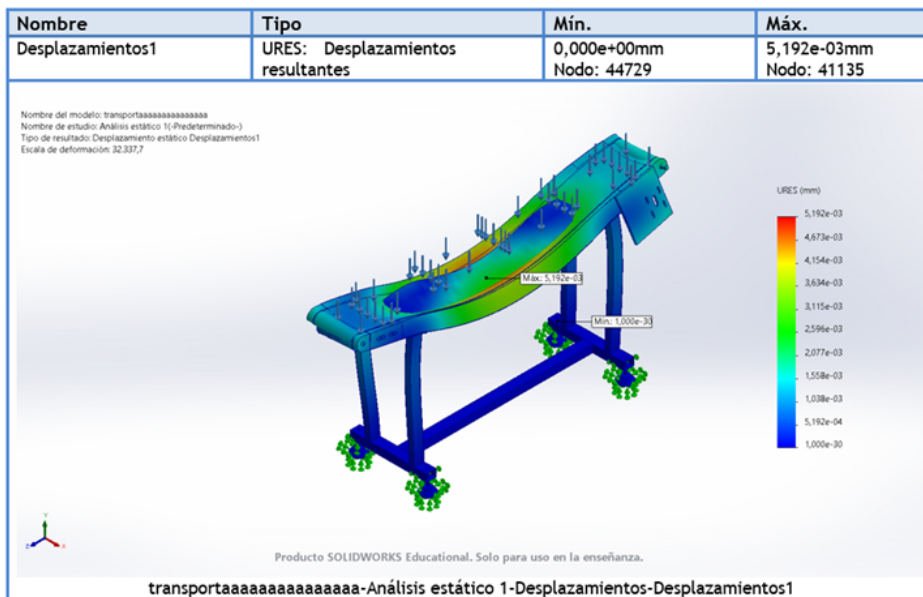 Nombre Tipo Mín. Máx.
Desplazamientos1 URES: Desplazamientos resultantes 0,000e+00mm Nodo: 44729 5,192e-03mm Nodo: 41135
Nombre del modelo: transportaaaaaaaaaaaaaaa
Nombre de estudio: Análisis estático 1(-Predeterminado-)
Tipo de resultado: Desplazamiento estático Desplazamientos1
Escala de deformación: 32.337,7
URES (mm)
5,192e-03
4,673e-03
4,154e-03
3,634e-03
3,115e-03
2,596e-03
2,077e-03
1,558e-03
1,038e-03
5,192e-04
1,000e-30
Máx.: 5,192e-03
Mín.: 1,000e-30
Y
Z
X
Producto SOLIDWORKS Educational. Solo para uso en la enseñanza.
transportaaaaaaaaaaaaaaa-Análisis estático 1-Desplazamientos-Desplazamientos1